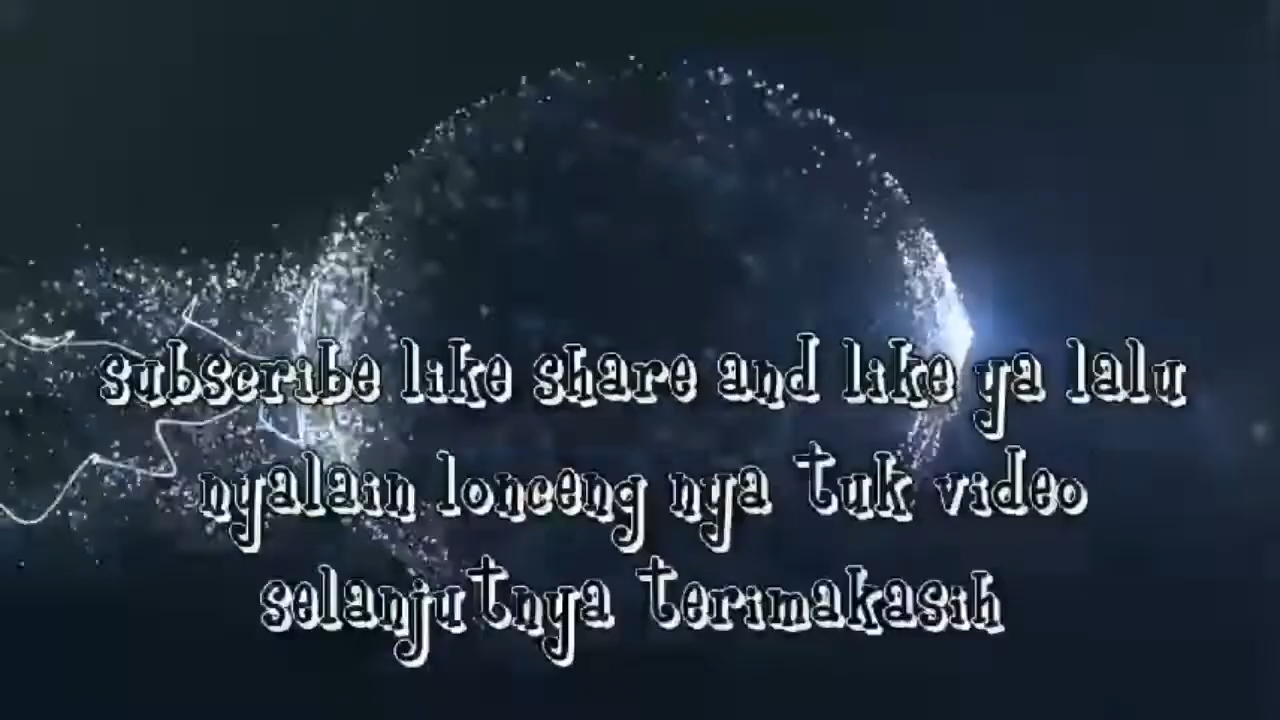 subscribe like share and like ya lalu
nyalain lonceng nya tuk video
selanjutnya terimakasih